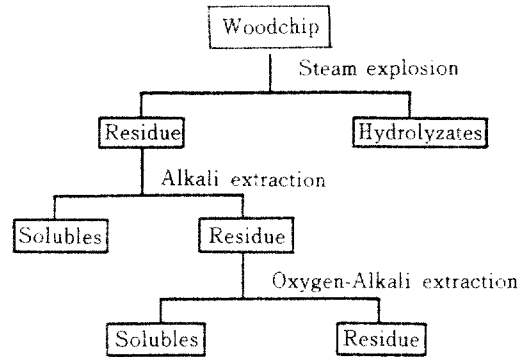 Woodchip
Steam explosion
Residue
Hydrolyzates
Alkali extraction
Solubles
Residue
Oxygen-Alkali extraction
Solubles
Residue